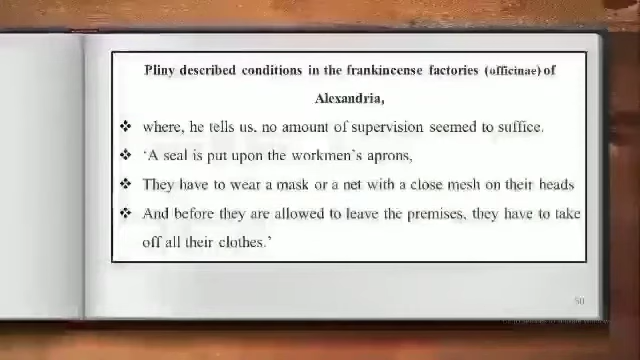 Pliny described conditions in the frankincense factories (officinae) of
Alexandria,
❖ where, he tells us, no amount of supervision seemed to suffice.
❖ ‘A seal is put upon the workmen’s aprons,
❖ They have to wear a mask or a net with a close mesh on their heads
❖ And before they are allowed to leave the premises, they have to take
off all their clothes.’
50